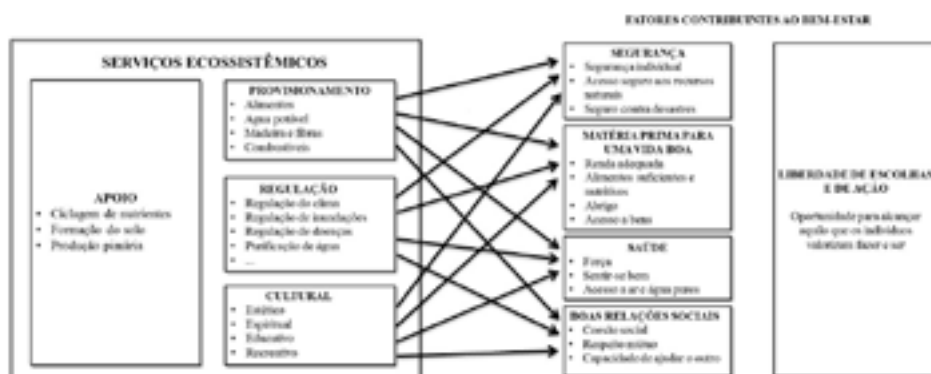 FATORES CONTRIBUINTES AO BEM-ESTAR
SERVIÇOS ECOSSISTÊMICOS
APOIO
• Ciclagem de nutrientes
• Formação do solo
• Produção primária
PROVISIONAMENTO
• Alimentos
• Água potável
• Madeira e fibras
• Combustíveis
REGULAÇÃO
• Regulação do clima
• Regulação de inundações
• Regulação de doenças
• Purificação de água
• ...
CULTURAL
• Estético
• Espiritual
• Educativo
• Recreativo
SEGURANÇA
• Segurança individual
• Acesso seguro aos recursos
naturais
• Seguro contra desastres
MATÉRIA PRIMA PARA
UMA VIDA BOA
• Renda adequada
• Alimentos suficientes e
nutritivos
• Abrigo
• Acesso a bens
SAÚDE
• Força
• Sentir-se bem
• Acesso a ar e água puros
BOAS RELAÇÕES SOCIAIS
• Coesão social
• Respeito mútuo
• Capacidade de ajudar o outro
LIBERDADE DE ESCOLHAS
E DE AÇÃO
Oportunidade para alcançar
aquilo que os indivíduos
valorizam fazer e ser